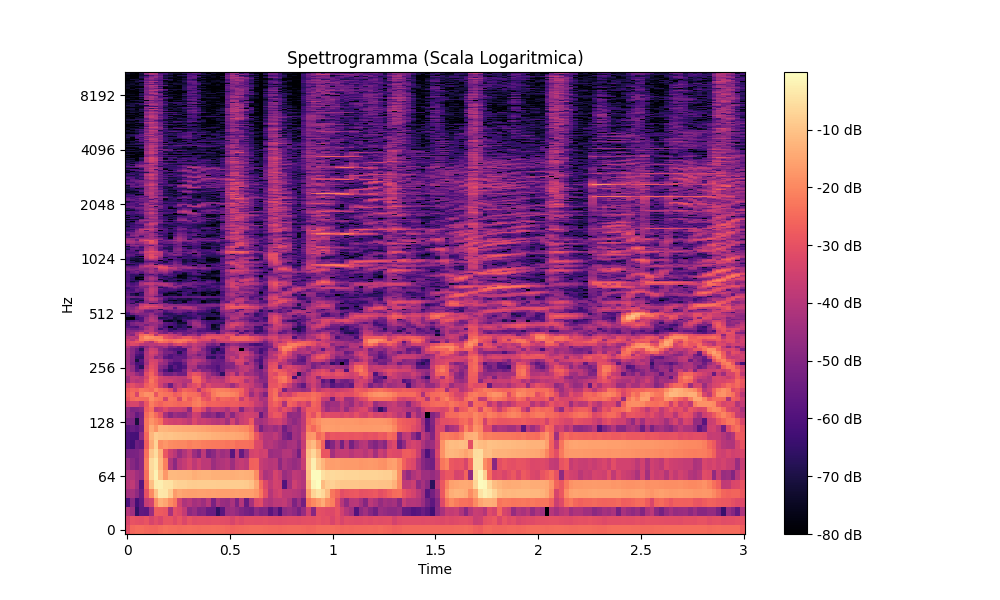 Spettrogramma (Scala Logaritmica)
8192
4096
2048
1024
512
256
128
64
0
Hz
0 0.5 1 1.5 2 2.5 3
Time
-10 dB
-20 dB
-30 dB
-40 dB
-50 dB
-60 dB
-70 dB
-80 dB